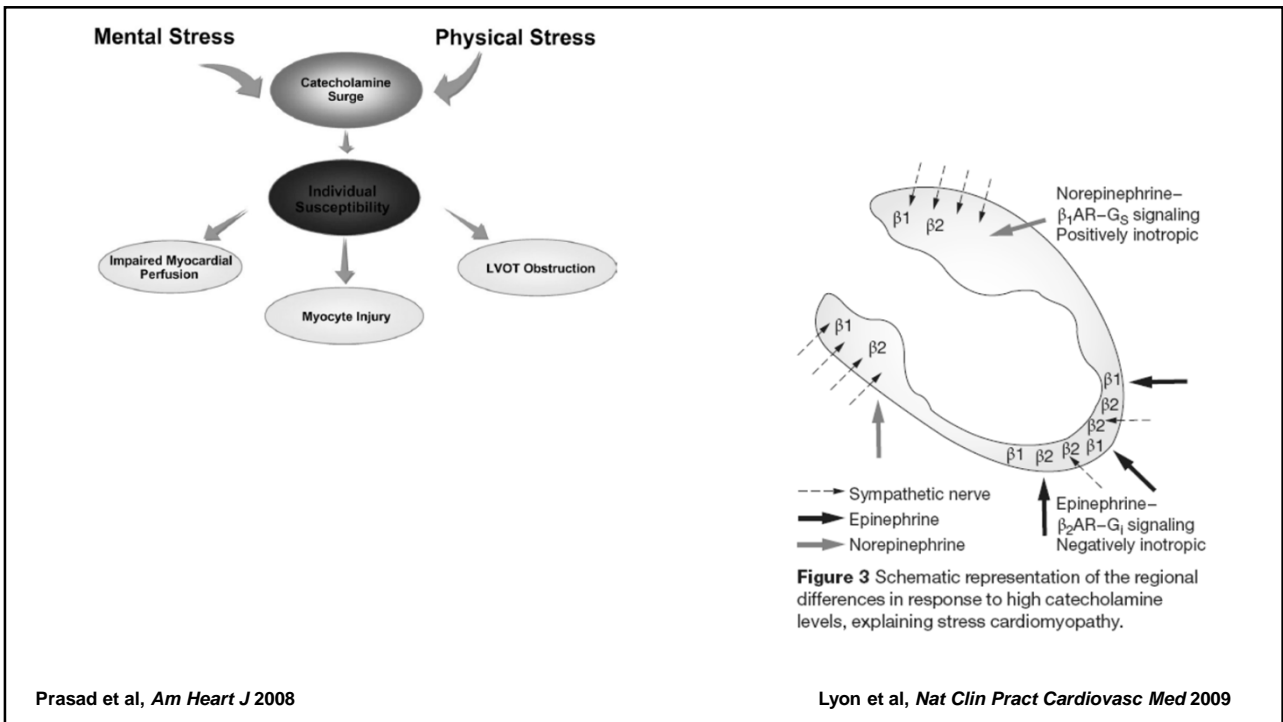 Mental Stress
Physical Stress
Catecholamine
Surge
Individual
Susceptibility
Impaired Myocardial
Perfusion
LVOT Obstruction
Myocyte Injury
Norepinephrine–
β₁AR–G_S signaling
Positively inotropic
β1
β2
β1
β2
β1
β2
β2
β1
β2
β2
β1
Sympathetic nerve
Epinephrine
Norepinephrine
Epinephrine–
β₂AR–Gᵢ signaling
Negatively inotropic
Figure 3 Schematic representation of the regional
differences in response to high catecholamine
levels, explaining stress cardiomyopathy.
Prasad et al, Am Heart J 2008
Lyon et al, Nat Clin Pract Cardiovasc Med 2009